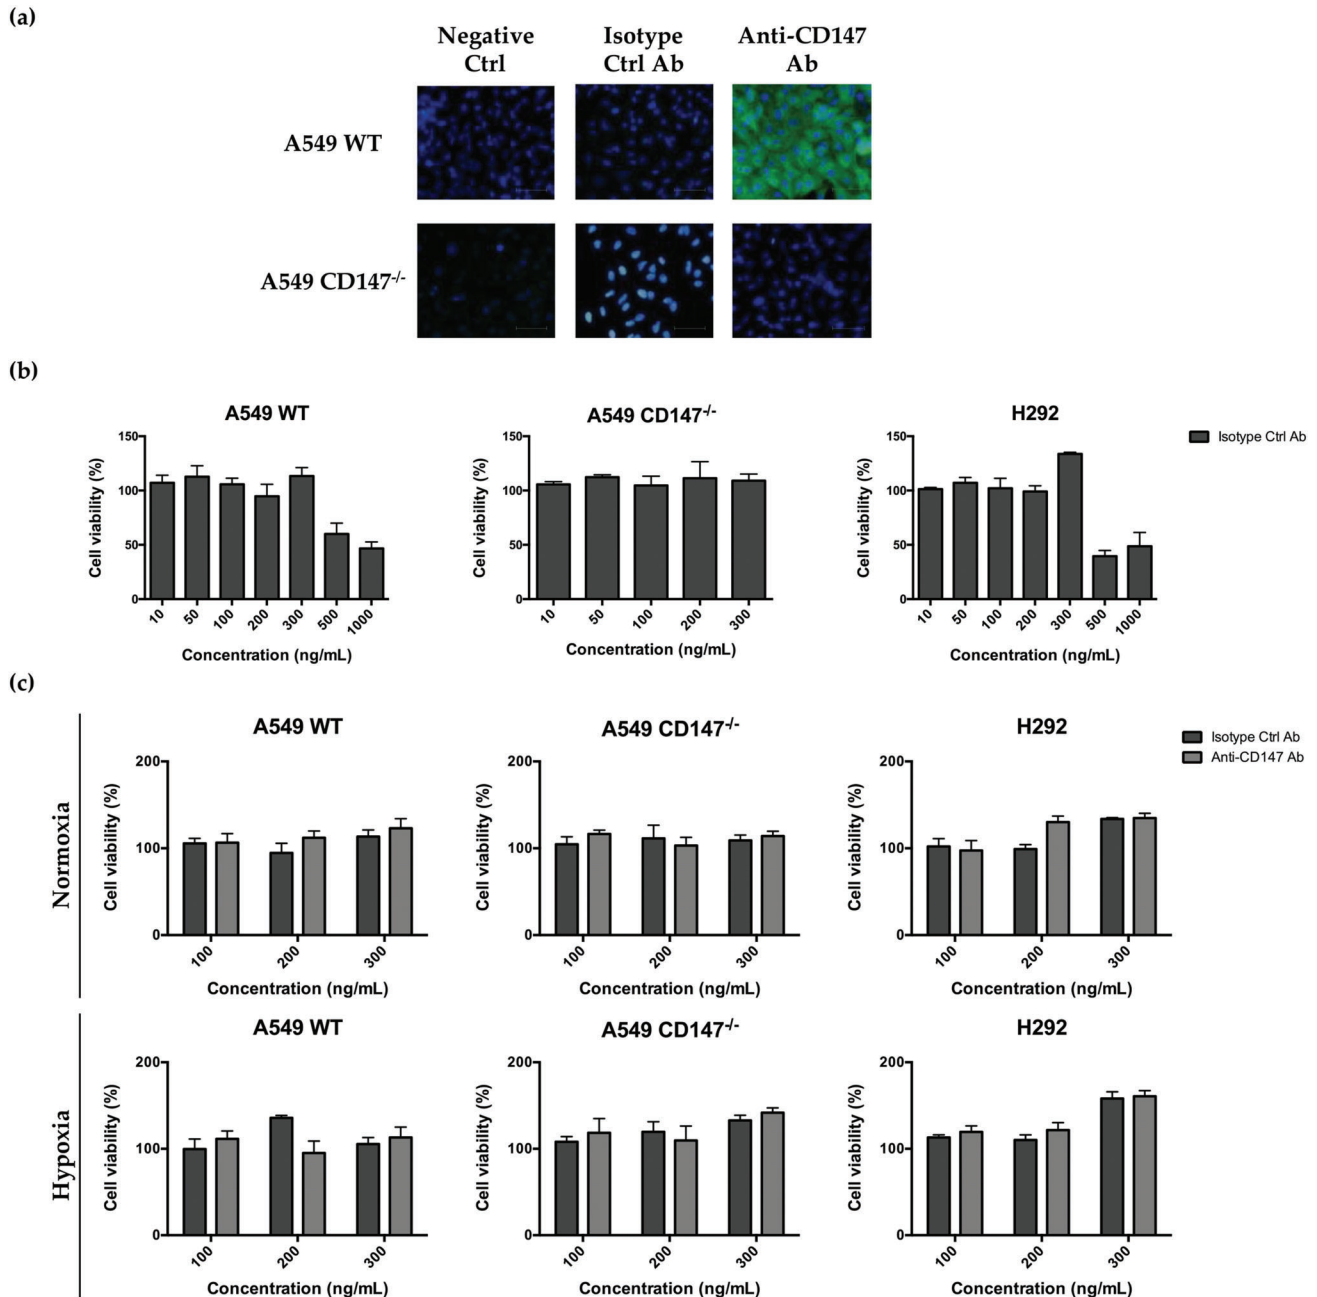 (a)
Negative
Ctrl
Isotype
Ctrl Ab
Anti-CD147
Ab
A549 WT
A549 CD147-/-
(b)
A549 WT
Cell viability (%)
150
100
50
0
10 50 100 200 300 500 1000
Concentration (ng/mL)
A549 CD147-/-
Cell viability (%)
150
100
50
0
10 50 100 200 300
Concentration (ng/mL)
H292
Cell viability (%)
150
100
50
0
10 50 100 200 300 500 1000
Concentration (ng/mL)
Isotype Ctrl Ab
(c)
Normoxia
A549 WT
Cell viability (%)
200
100
0
100 200 300
Concentration (ng/mL)
A549 CD147-/-
Cell viability (%)
200
100
0
100 200 300
Concentration (ng/mL)
H292
Cell viability (%)
200
100
0
100 200 300
Concentration (ng/mL)
Isotype Ctrl Ab
Anti-CD147 Ab
Hypoxia
A549 WT
Cell viability (%)
200
100
0
100 200 300
Concentration (ng/mL)
A549 CD147-/-
Cell viability (%)
200
100
0
100 200 300
Concentration (ng/mL)
H292
Cell viability (%)
200
100
0
100 200 300
Concentration (ng/mL)